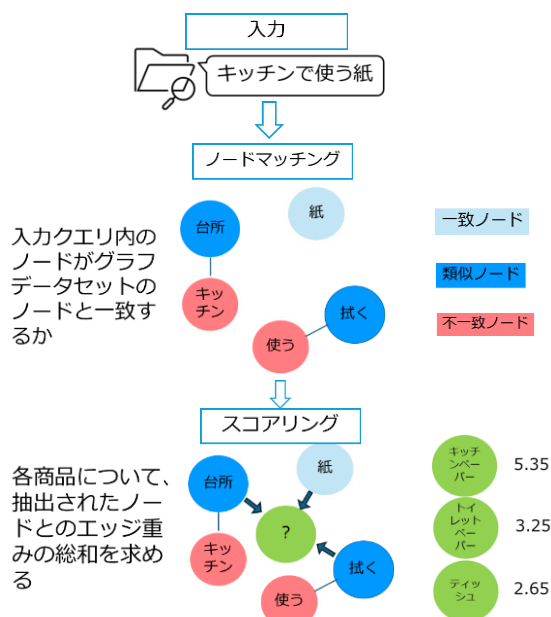 入力
キッチンで使う紙
ノードマッチング
入力クエリ内の
ノードがグラフ
データセットの
ノードと一致す
るか
紙
台所
キッ
チン
拭く
使う
一致ノード
類似ノード
不一致ノード
スコアリング
各商品について、
抽出されたノー
ドとのエッジ重
みの総和を求め
る
紙
台所
?
キッ
チン
拭く
使う
キッチ
ンペー
パー
5.35
トイ
レット
ペー
パー
3.25
ティッ
シュ
2.65